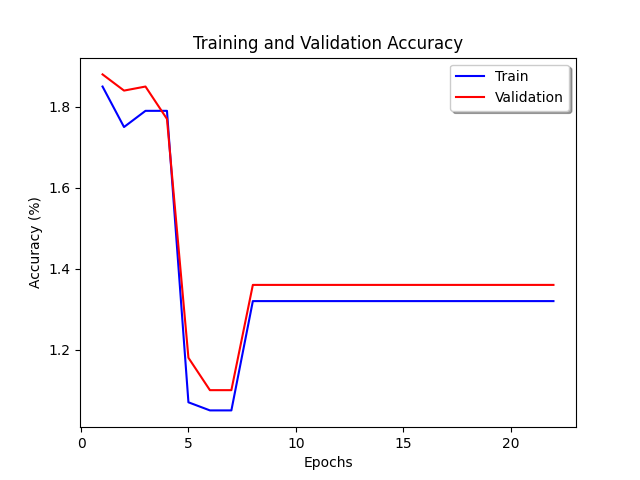 Training and Validation Accuracy
Train
Validation
1.8
1.6
1.4
1.2
Accuracy (%)
0
5
10
15
20
Epochs